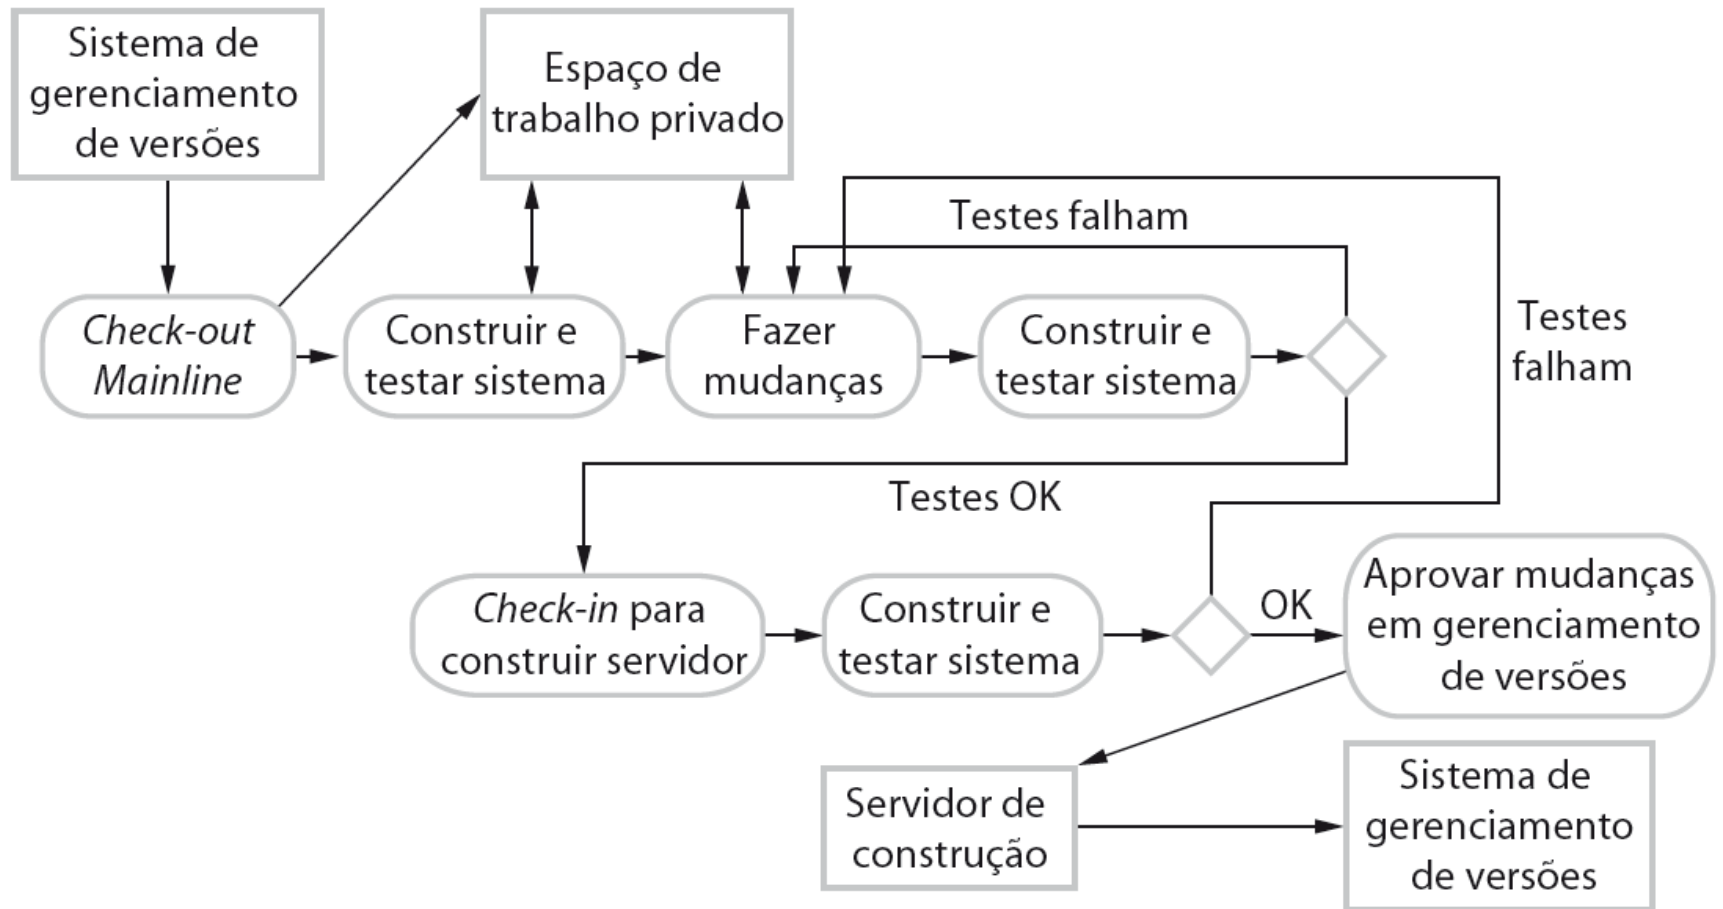 Sistema de
gerenciamento
de versões
Espaço de
trabalho privado
Testes falham
Check-out
Mainline
Construir e
testar sistema
Fazer
mudanças
Construir e
testar sistema
Testes
falham
Testes OK
Check-in para
construir servidor
Construir e
testar sistema
OK
Aprovar mudanças
em gerenciamento
de versões
Servidor de
construção
Sistema de
gerenciamento
de versões